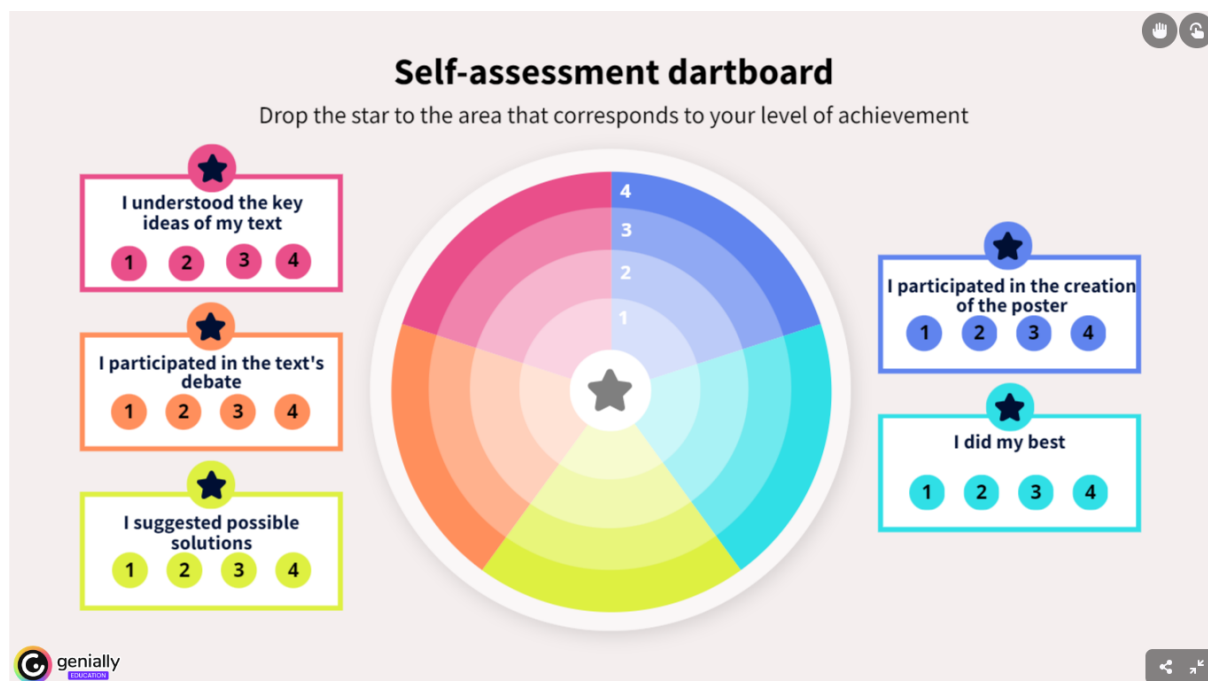 Self-assessment dartboard
Drop the star to the area that corresponds to your level of achievement
I understood the key
ideas of my text
1 2 3 4
I participated in the text's
debate
1 2 3 4
I suggested possible
solutions
1 2 3 4
4
3
2
1
I participated in the creation
of the poster
1 2 3 4
I did my best
1 2 3 4
genially
EDUCATION